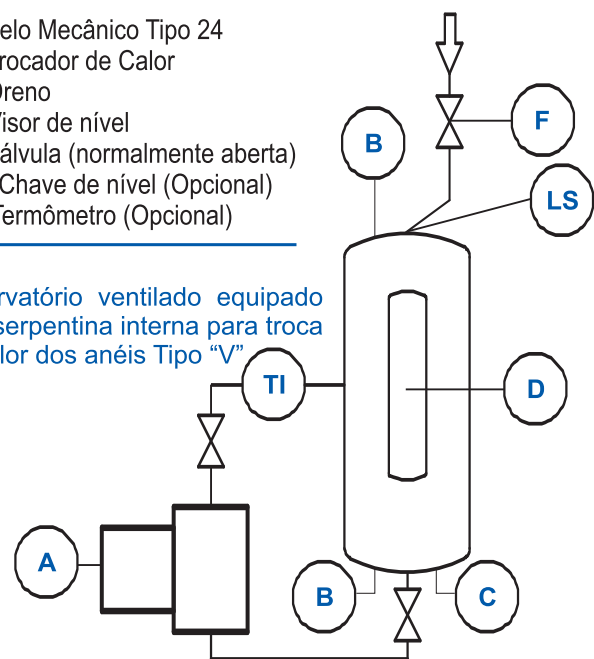 elo Mecânico Tipo 24
rocador de Calor
Dreno
Visor de nível
álvula (normalmente aberta)
Chave de nível (Opcional)
Termômetro (Opcional)
rvatório ventilado equipado
serpentina interna para troca
lor dos anéis Tipo “V”
B
F
LS
TI
D
A
B
C